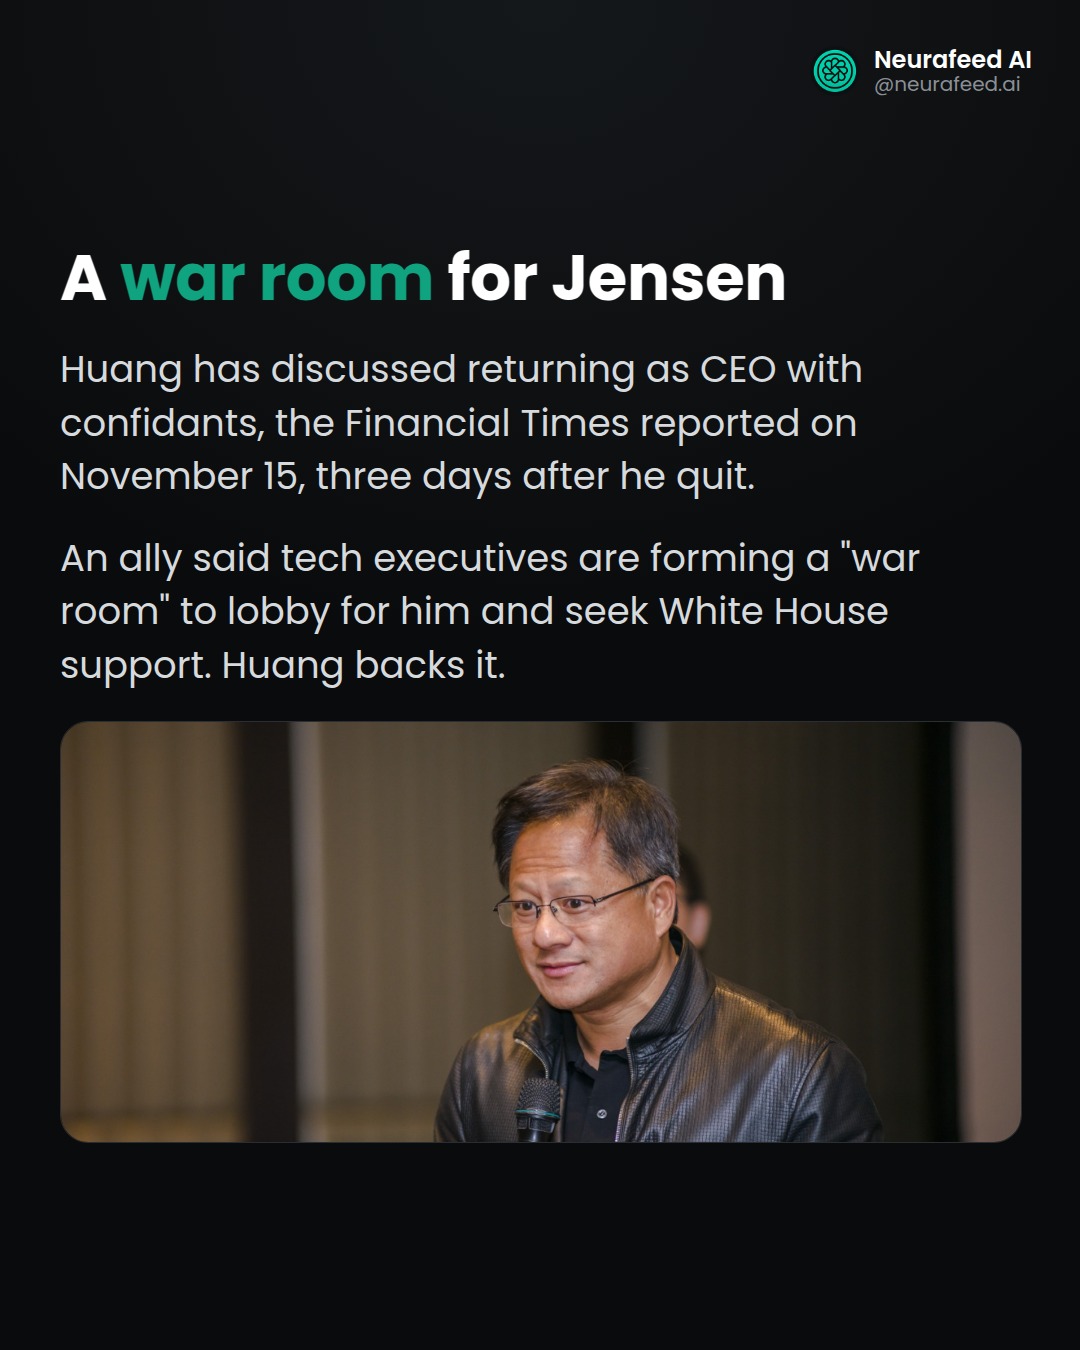 Neurafeed AI
@neurafeed.ai
A war room for Jensen
Huang has discussed returning as CEO with
confidants, the Financial Times reported on
November 15, three days after he quit.
An ally said tech executives are forming a "war
room" to lobby for him and seek White House
support. Huang backs it.